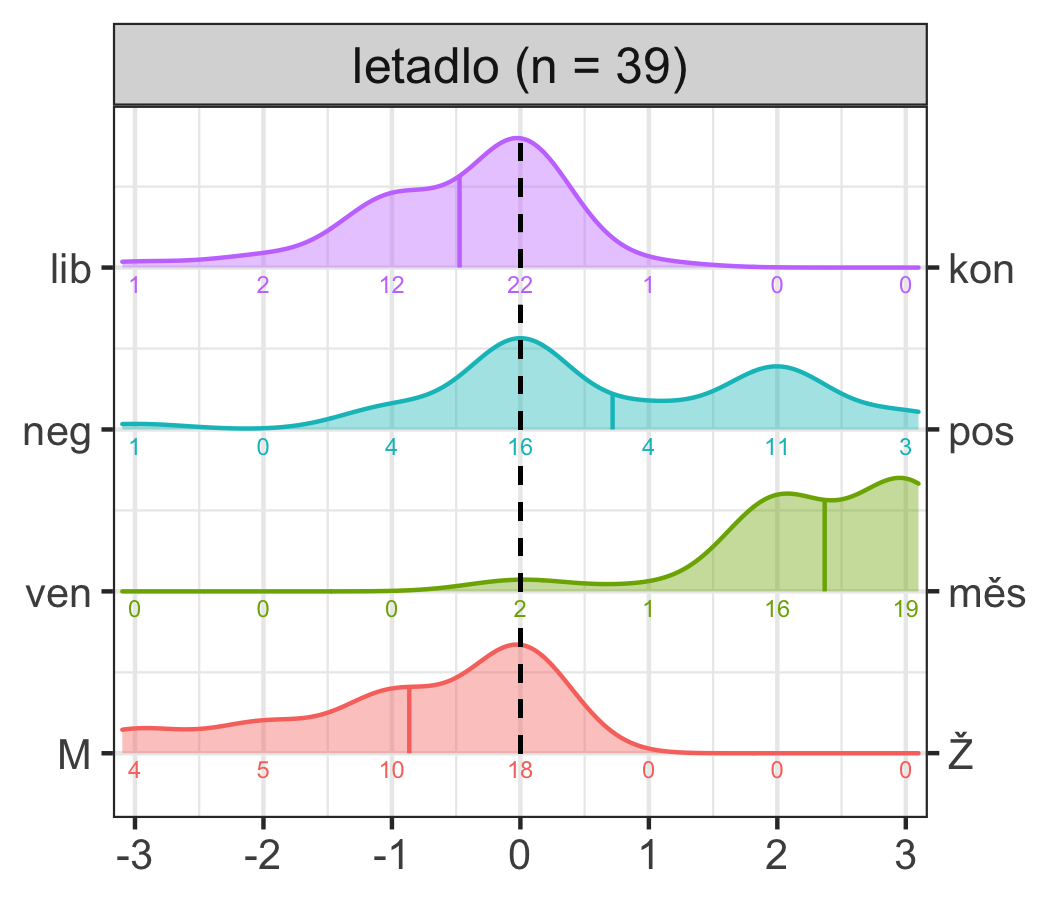 letadlo (n = 39)
lib kon
1 2 12 22 1 0 0
neg pos
1 0 4 16 4 11 3
ven měs
0 0 0 2 1 16 19
M Ž
4 5 10 18 0 0 0
-3 -2 -1 0 1 2 3